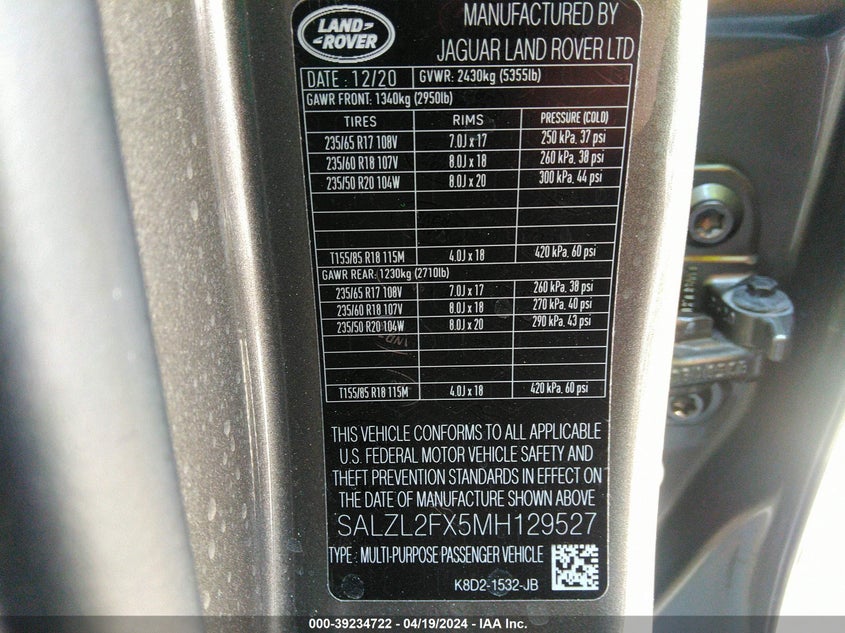 LAND-
-ROVER
MANUFACTURED BY
JAGUAR LAND ROVER LTD
DATE : 12/20 GVWR: 2430kg (5355lb)
GAWR FRONT: 1340kg (2950lb)
TIRES RIMS PRESSURE (COLD)
235/65 R17 108V 7.0J x 17 250 kPa, 37 psi
235/60 R18 107V 8.0J x 18 260 kPa, 38 psi
235/50 R20 104W 8.0J x 20 300 kPa, 44 psi
T155/85 R18 115M 4.0J x 18 420 kPa, 60 psi
GAWR REAR: 1230kg (2710lb)
235/65 R17 108V 7.0J x 17 260 kPa, 38 psi
235/60 R18 107V 8.0J x 18 270 kPa, 40 psi
235/50 R20 104W 8.0J x 20 290 kPa, 43 psi
T155/85 R18 115M 4.0J x 18 420 kPa, 60 psi
THIS VEHICLE CONFORMS TO ALL APPLICABLE
U.S. FEDERAL MOTOR VEHICLE SAFETY AND
THEFT PREVENTION STANDARDS IN EFFECT ON
THE DATE OF MANUFACTURE SHOWN ABOVE
SALZL2FX5MH129527
TYPE : MULTI-PURPOSE PASSENGER VEHICLE
K8D2-1532-JB
000-39234722 - 04/19/2024 - IAA Inc.